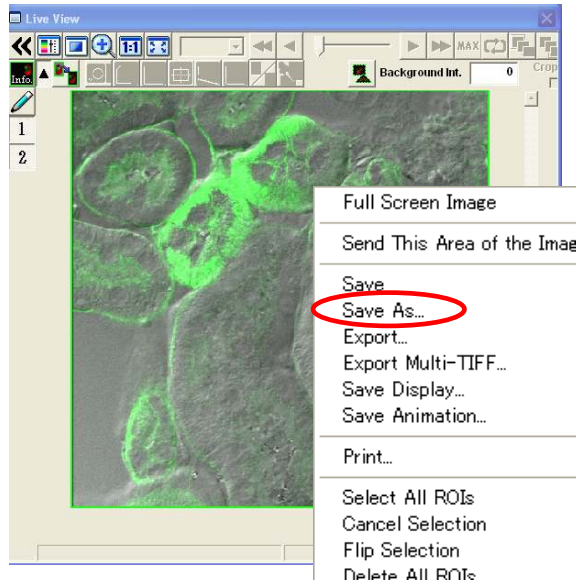 Live View
1:1
MAX
Info.
Background Int. 0
Crop
1
2
Full Screen Image
Send This Area of the Imag
Save
Save As...
Export...
Export Multi-TIFF...
Save Display...
Save Animation...
Print...
Select All ROIs
Cancel Selection
Flip Selection
Delete All ROIs